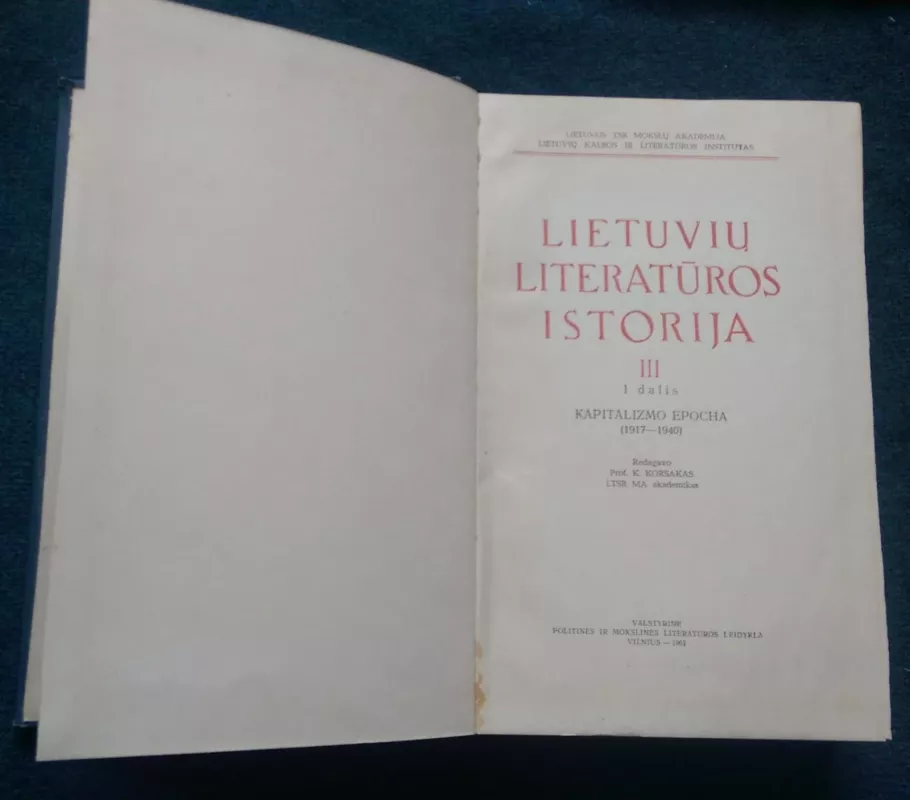 LIETUVOS TSR MOKSLŲ AKADEMIJA
LIETUVIŲ KALBOS IR LITERATŪROS INSTITUTAS
LIETUVIŲ
LITERATŪROS
ISTORIJA
III
1 dalis
KAPITALIZMO EPOCHA
(1917—1940)
Redagavo
Prof. K. KORSAKAS
LTSR MA akademikas
VALSTYBINĖ
POLITINĖS IR MOKSLINĖS LITERATŪROS LEIDYKLA
VILNIUS — 1961